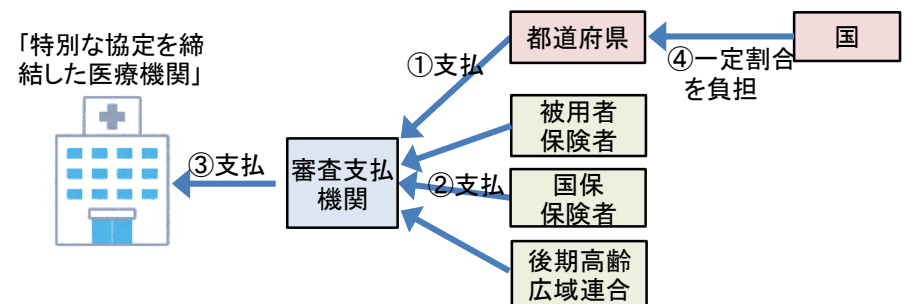 「特別な協定を締
結した医療機関」
①支払
都道府県
④一定割合
を負担
国
被用者
保険者
③支払
審査支払
機関
②支払
国保
保険者
後期高齢
広域連合